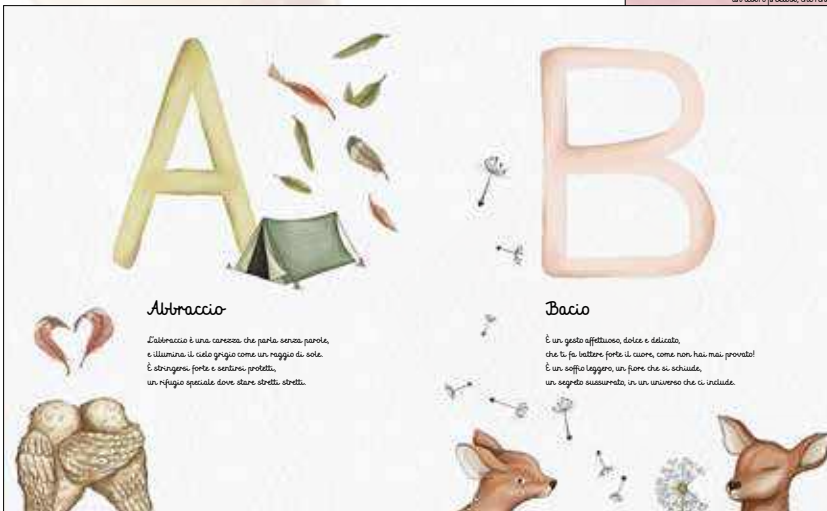 A
Abbraccio
L'abbraccio è una carezza che parla senza parole,
e illumina il cielo grigio come un raggio di sole.
È stringersi forte e sentirsi protetti,
un rifugio speciale dove stare stretti stretti.
B
Bacio
È un gesto affettuoso, dolce e delicato,
che ti fa battere forte il cuore, come non hai mai provato!
È un soffio leggero, un fiore che si schiude,
un segreto sussurrato, in un universo che ci include.